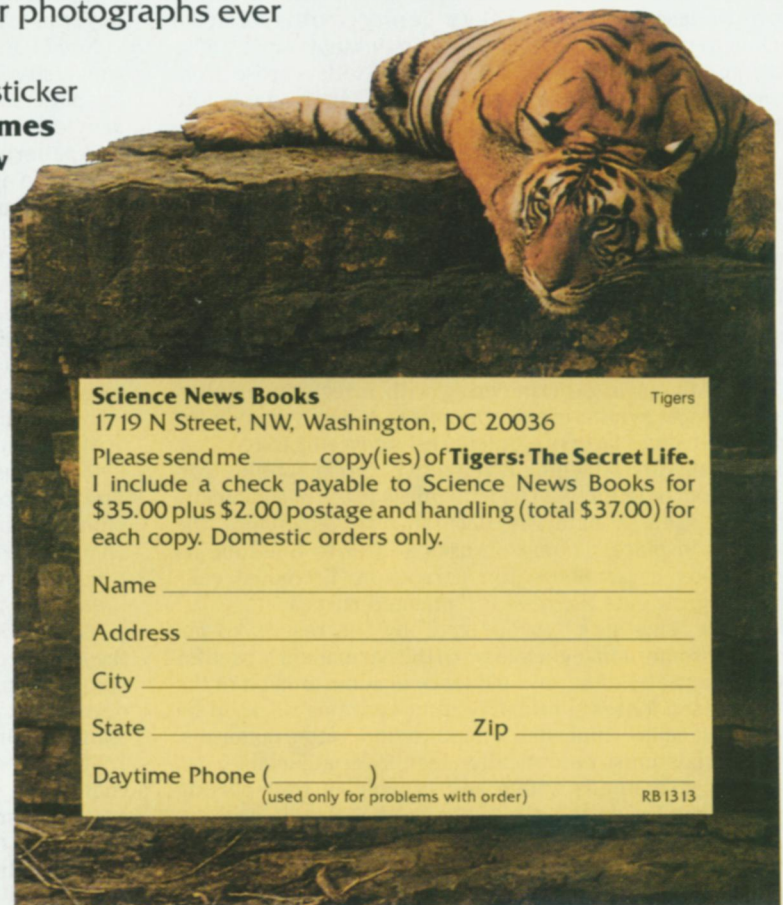 r photographs ever
sticker
mes
w
Science News Books Tigers
1719 N Street, NW, Washington, DC 20036
Please send me ____ copy(ies) of Tigers: The Secret Life.
I include a check payable to Science News Books for
$35.00 plus $2.00 postage and handling (total $37.00) for
each copy. Domestic orders only.
Name
Address
City
State Zip
Daytime Phone ( )
(used only for problems with order) RB1313